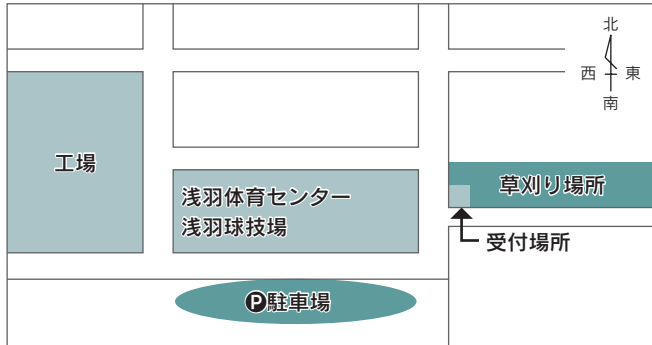 北
西 東
南
工場
浅羽体育センター
浅羽球技場
草刈り場所
受付場所
P駐車場